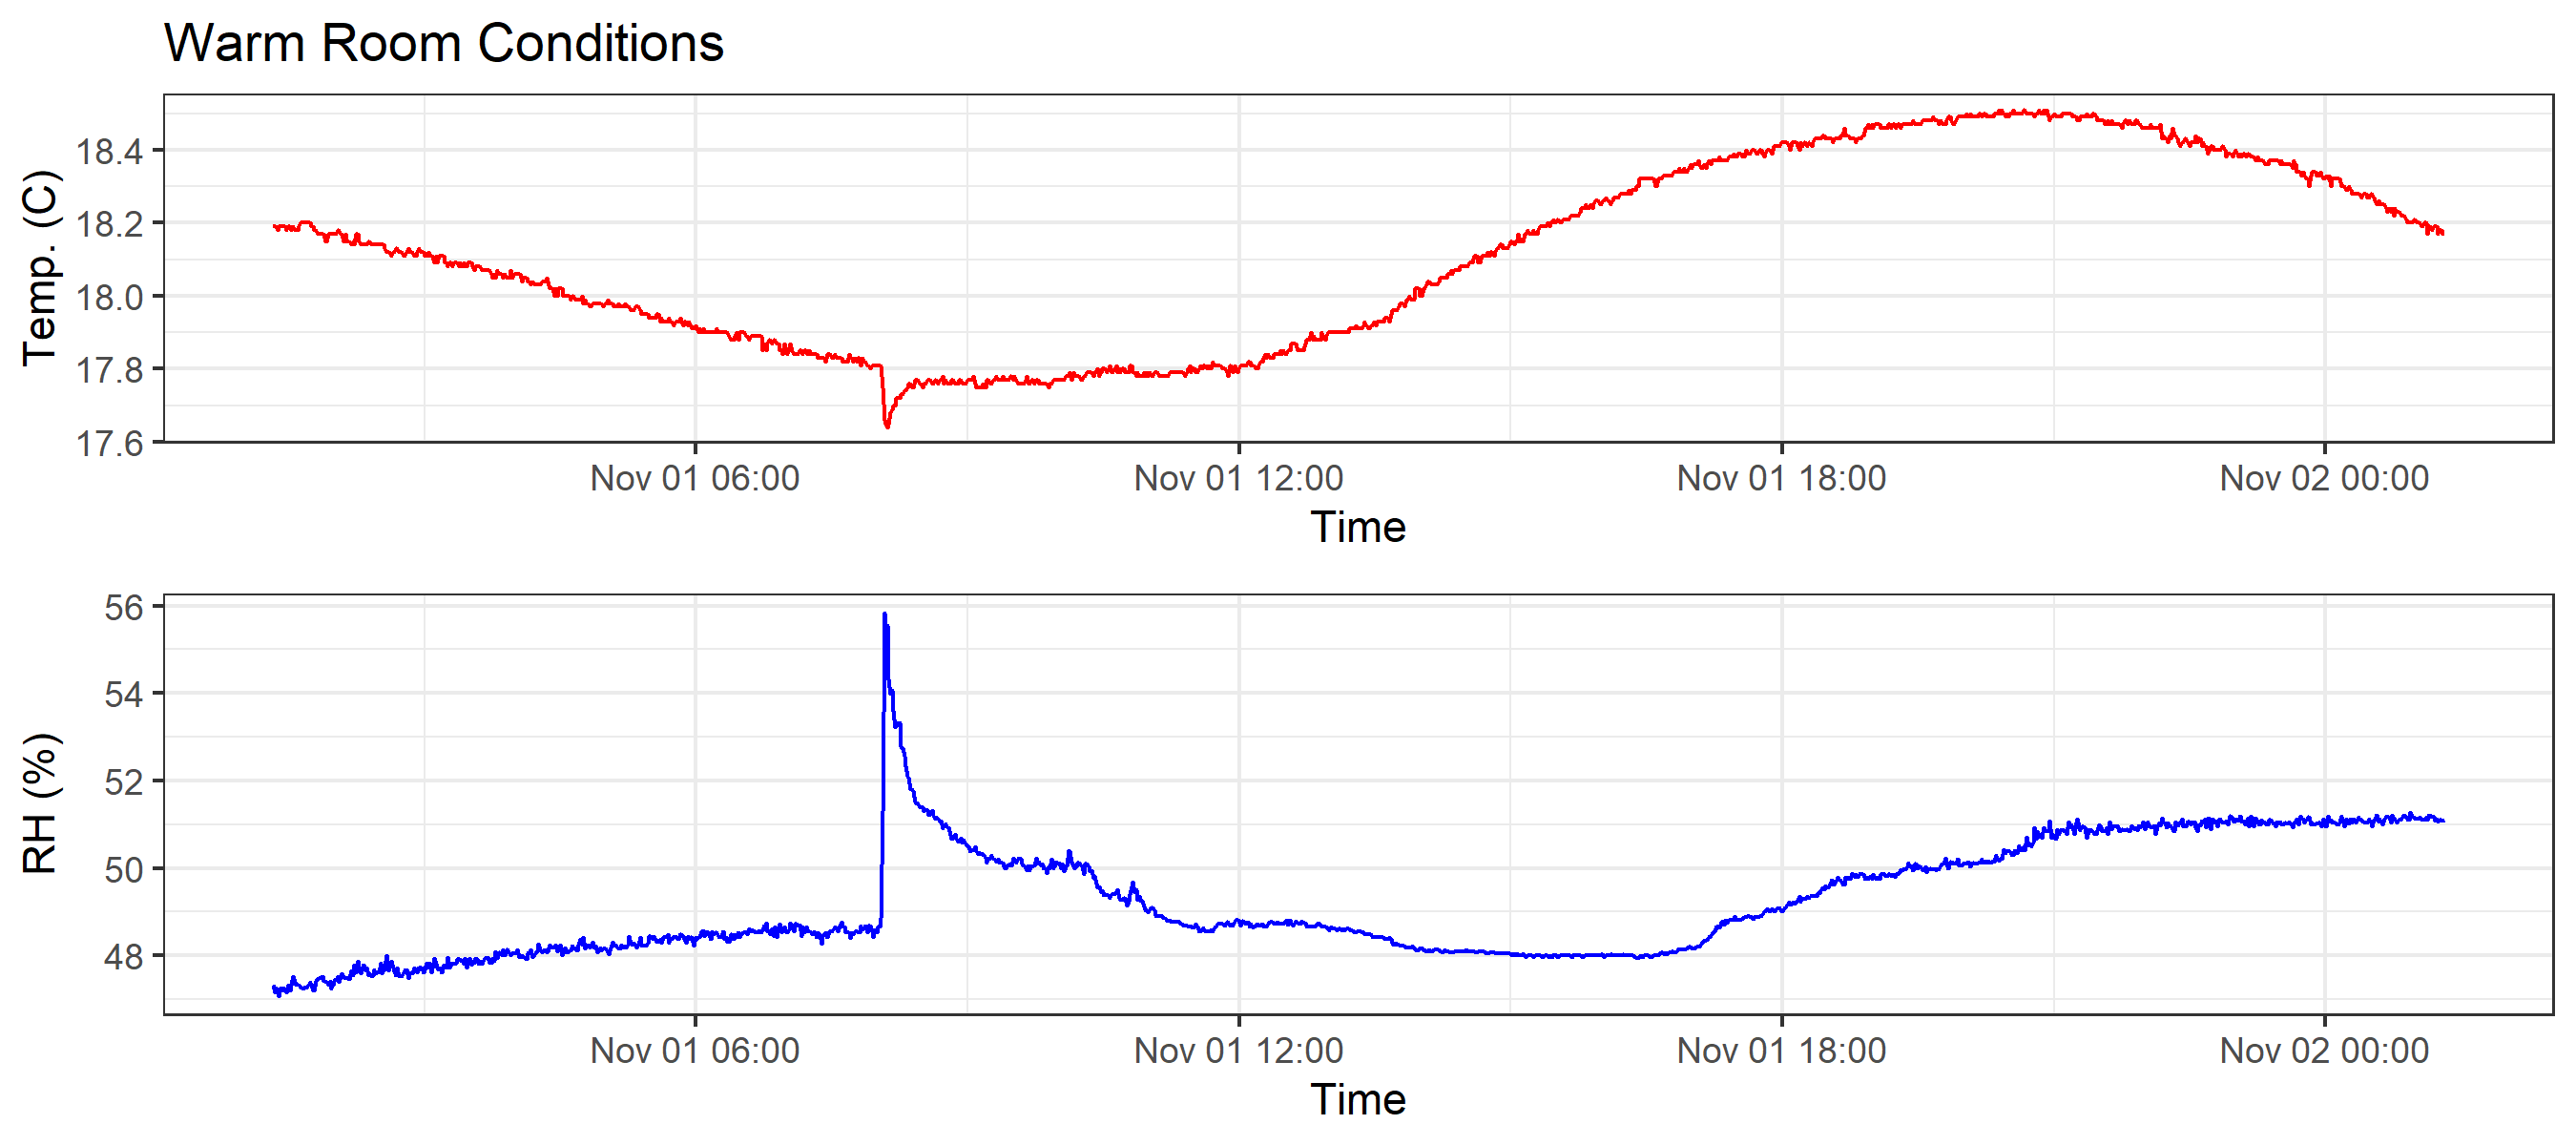 Warm Room Conditions
18.4
18.2
18.0
17.8
17.6
Temp. (C)
Nov 01 06:00 Nov 01 12:00 Nov 01 18:00 Nov 02 00:00
Time
56
54
52
50
48
RH (%)
Nov 01 06:00 Nov 01 12:00 Nov 01 18:00 Nov 02 00:00
Time